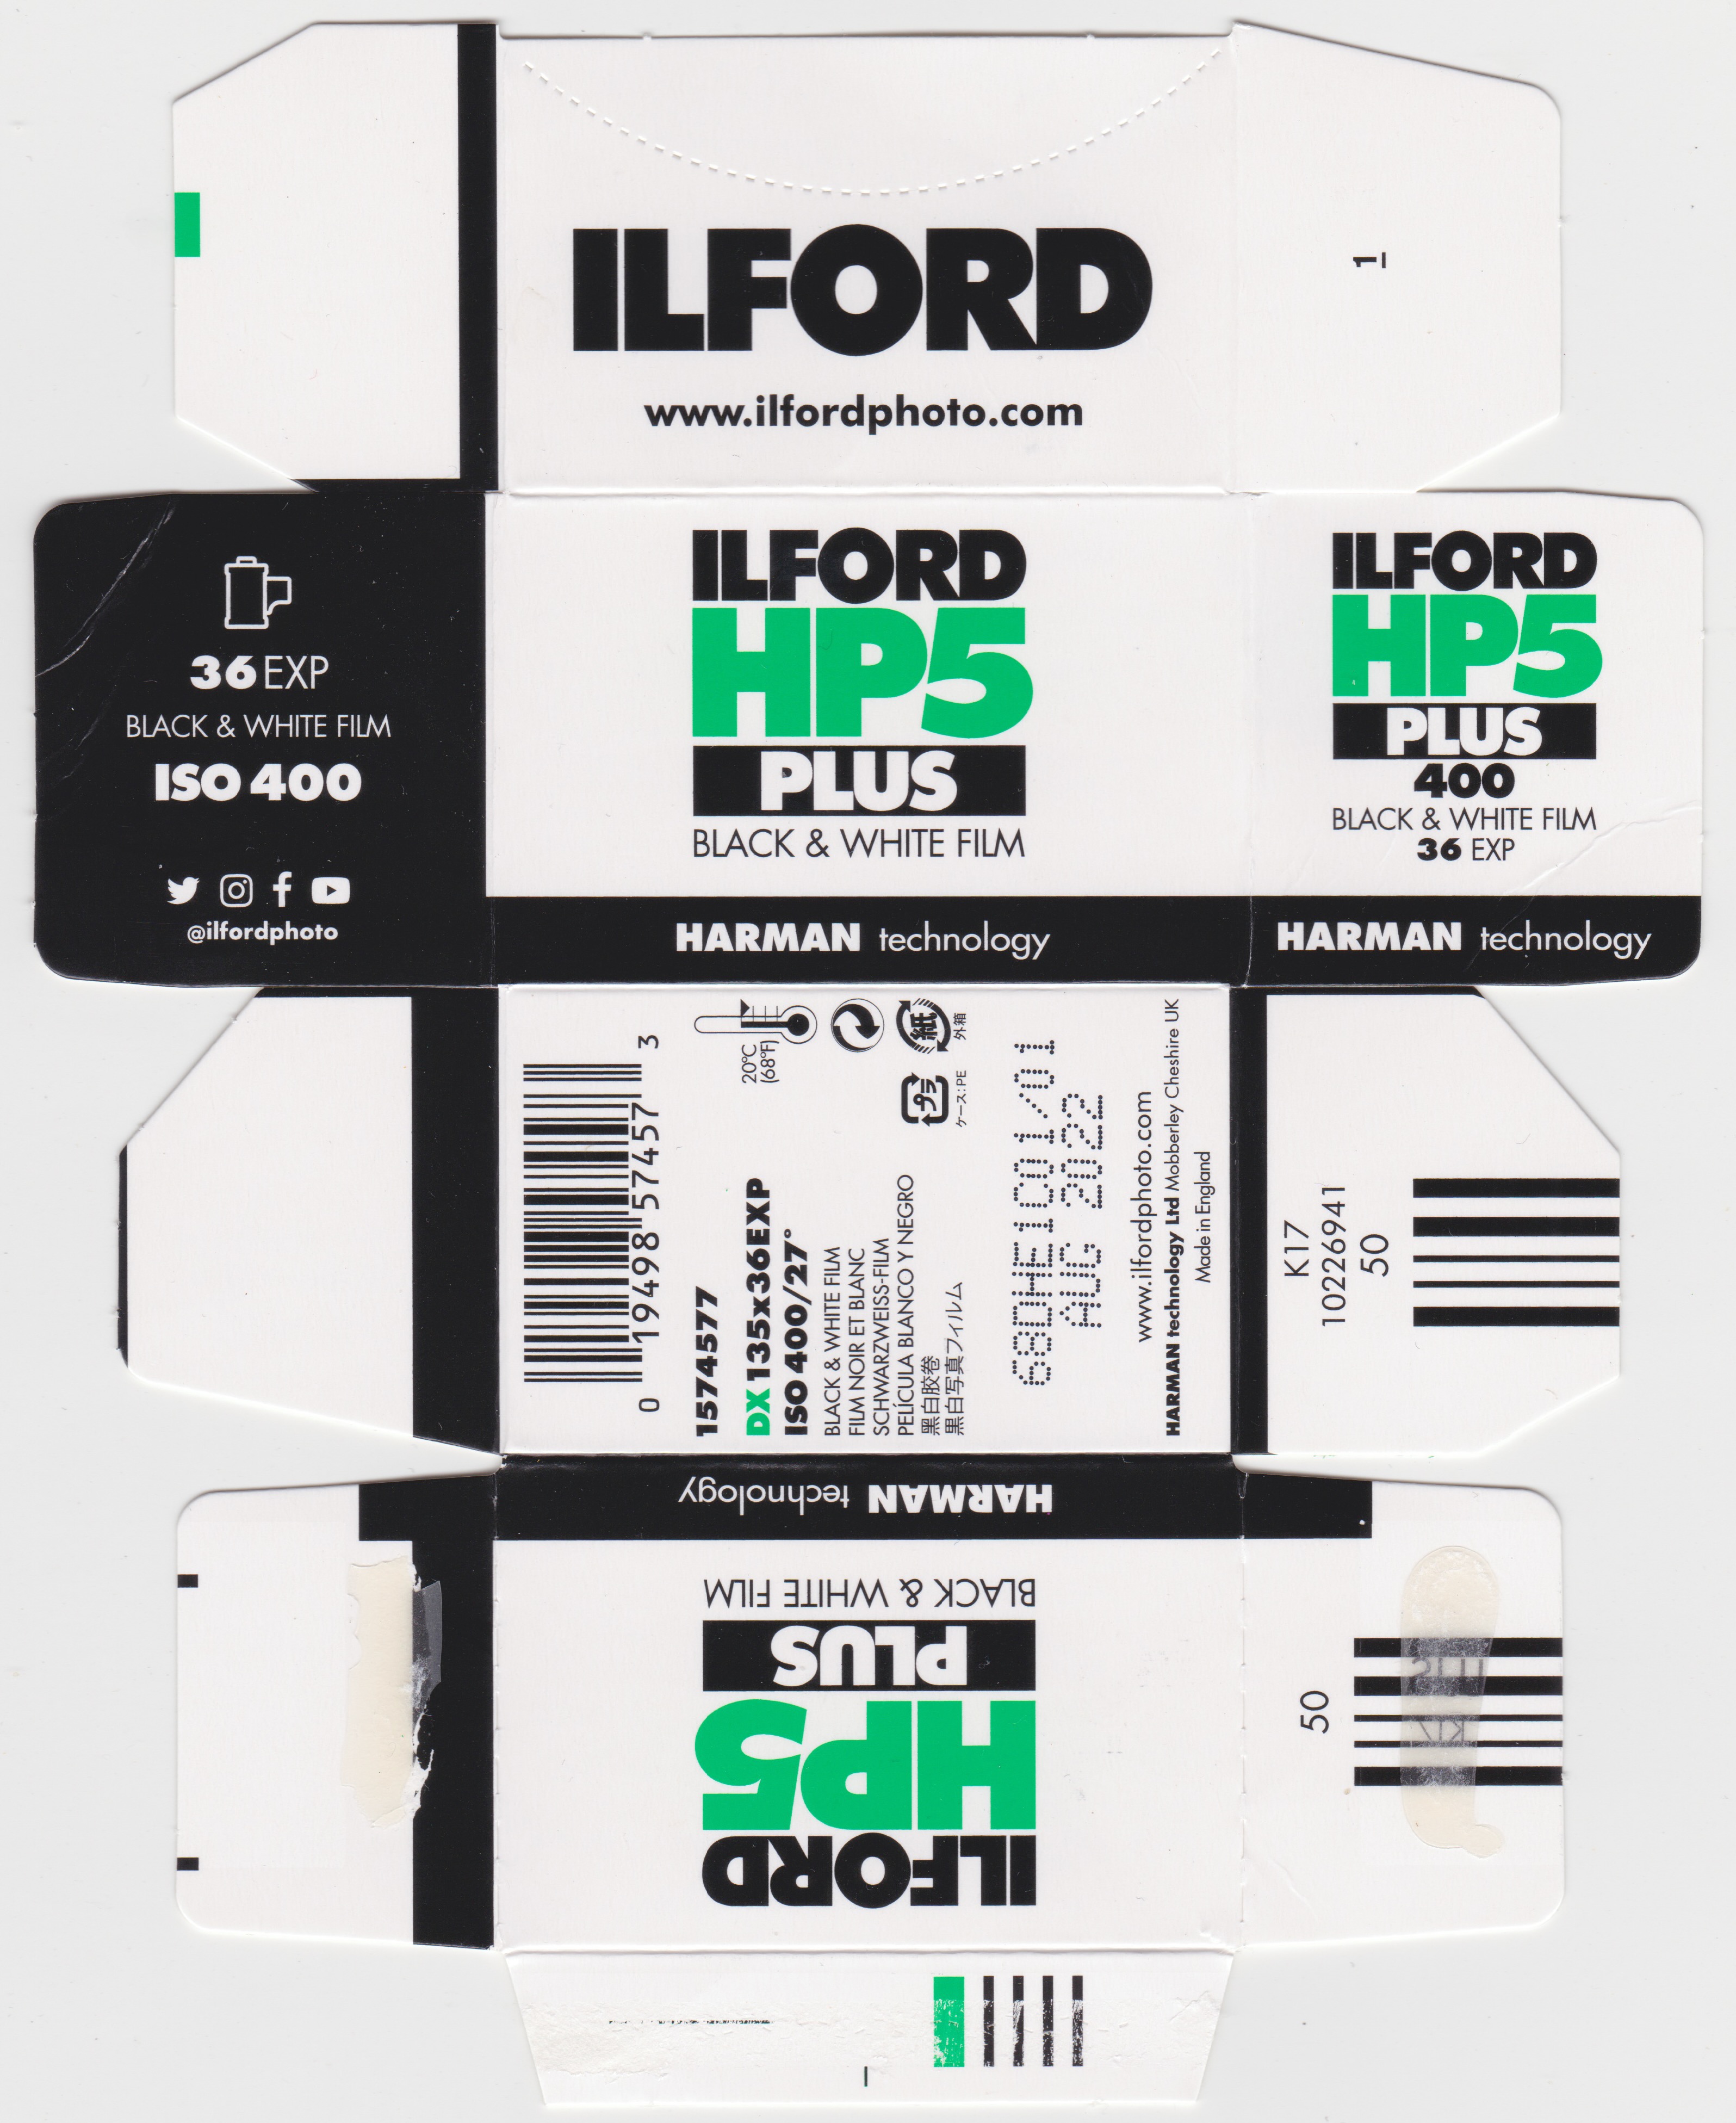 ILFORD
www.ilfordphoto.com
1
36 EXP
BLACK & WHITE FILM
ISO 400
@ilfordphoto
ILFORD
HP5
PLUS
BLACK & WHITE FILM
HARMAN technology
ILFORD
HP5
PLUS
400
BLACK & WHITE FILM
36 EXP
HARMAN technology
0 19498 57457 3
1574577
DX 135x36EXP
ISO 400/27°
BLACK & WHITE FILM
FILM NOIR ET BLANC
SCHWARZWEISS-FILM
PELÍCULA BLANCO Y NEGRO
黑白胶卷
黒白写真フィルム
20°C
(68°F)
紙
外箱
プラ
ケース:PE
68DHE1C01/01
AUG 2022
www.ilfordphoto.com
HARMAN technology Ltd Mobberley Cheshire UK
Made in England
K17
10226941
50
HARMAN technology
BLACK & WHITE FILM
PLUS
HP5
ILFORD
50
K17